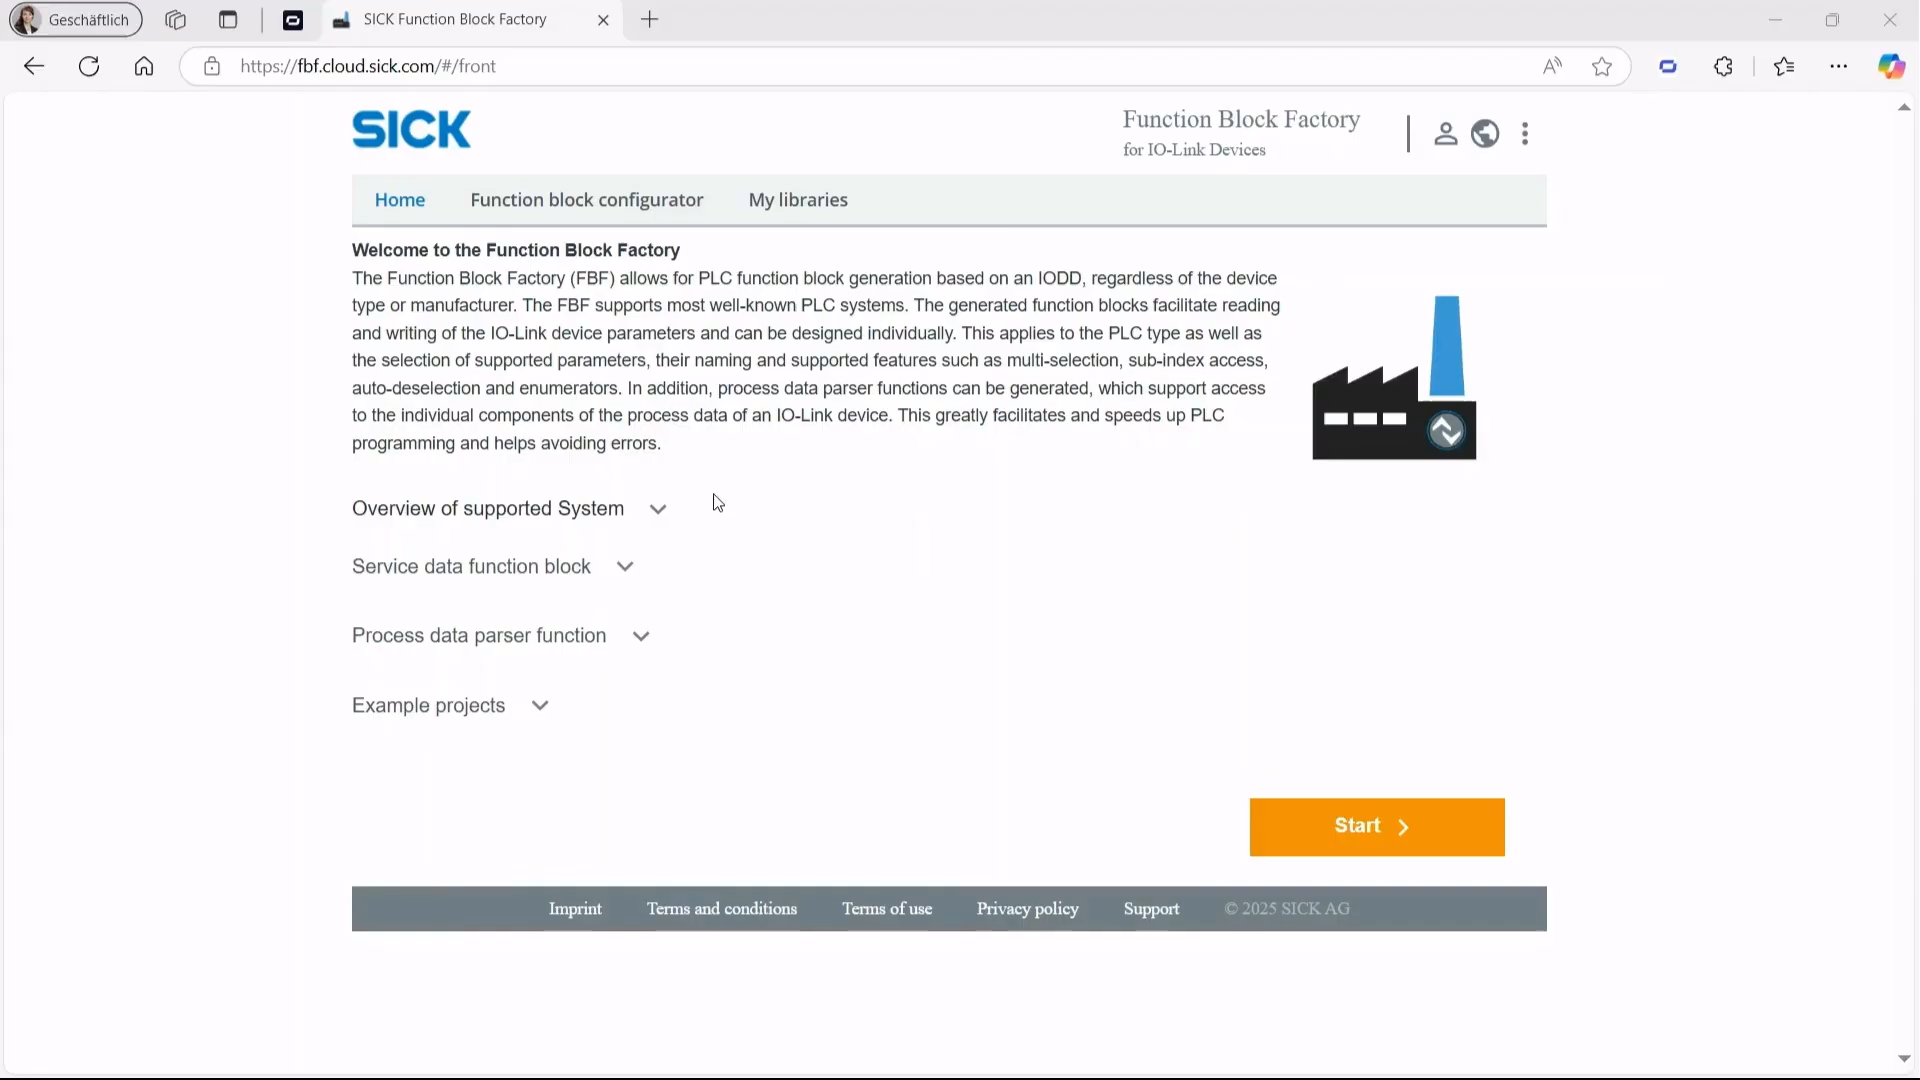 Geschäftlich
SICK Function Block Factory
https://fbf.cloud.sick.com/#/front
SICK
Function Block Factory
for IO-Link Devices
Home
Function block configurator
My libraries
Welcome to the Function Block Factory
The Function Block Factory (FBF) allows for PLC function block generation based on an IODD, regardless of the device
type or manufacturer. The FBF supports most well-known PLC systems. The generated function blocks facilitate reading
and writing of the IO-Link device parameters and can be designed individually. This applies to the PLC type as well as
the selection of supported parameters, their naming and supported features such as multi-selection, sub-index access,
auto-deselection and enumerators. In addition, process data parser functions can be generated, which support access
to the individual components of the process data of an IO-Link device. This greatly facilitates and speeds up PLC
programming and helps avoiding errors.
Overview of supported System
Service data function block
Process data parser function
Example projects
Start
Imprint
Terms and conditions
Terms of use
Privacy policy
Support
© 2025 SICK AG